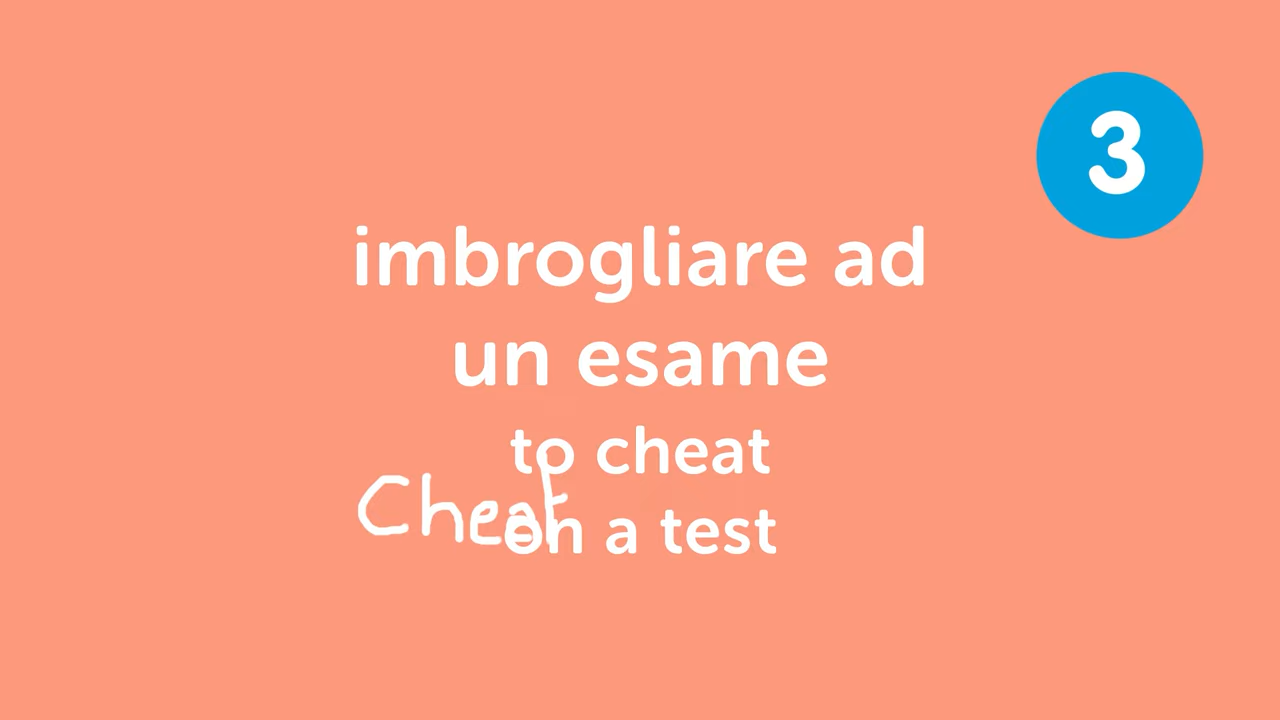 3
imbrogliare ad
un esame
to cheat
Cheat
on a test